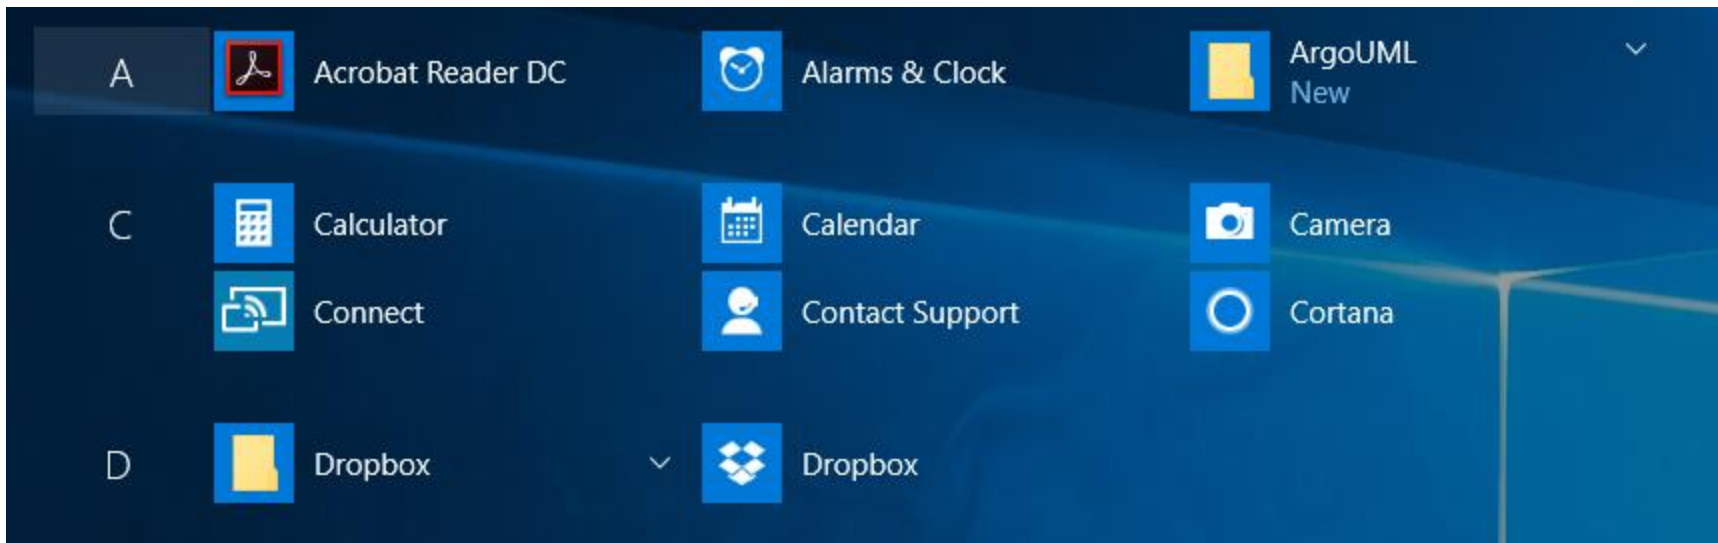 A
Acrobat Reader DC
Alarms & Clock
ArgoUML
New
C
Calculator
Calendar
Camera
Connect
Contact Support
Cortana
D
Dropbox
Dropbox